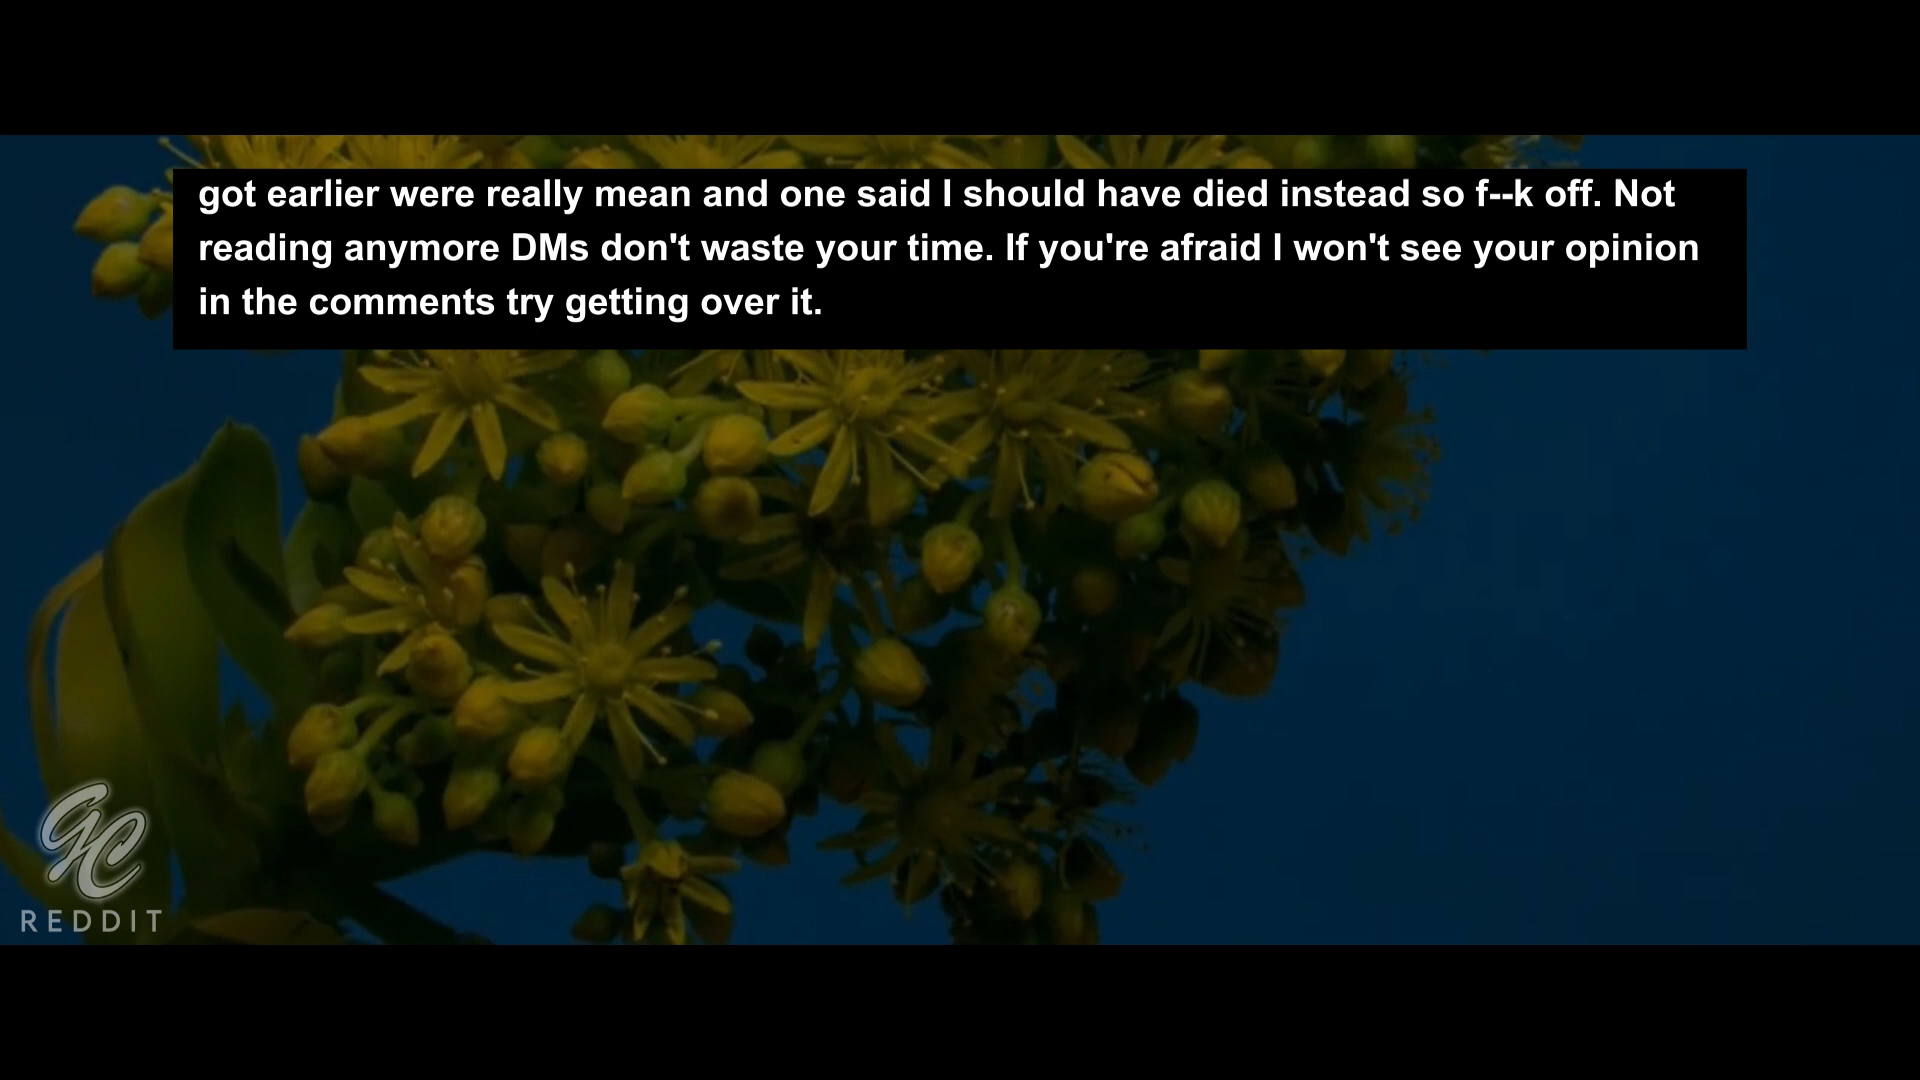 got earlier were really mean and one said I should have died instead so f--k off. Not
reading anymore DMs don't waste your time. If you're afraid I won't see your opinion
in the comments try getting over it.
GC
REDDIT